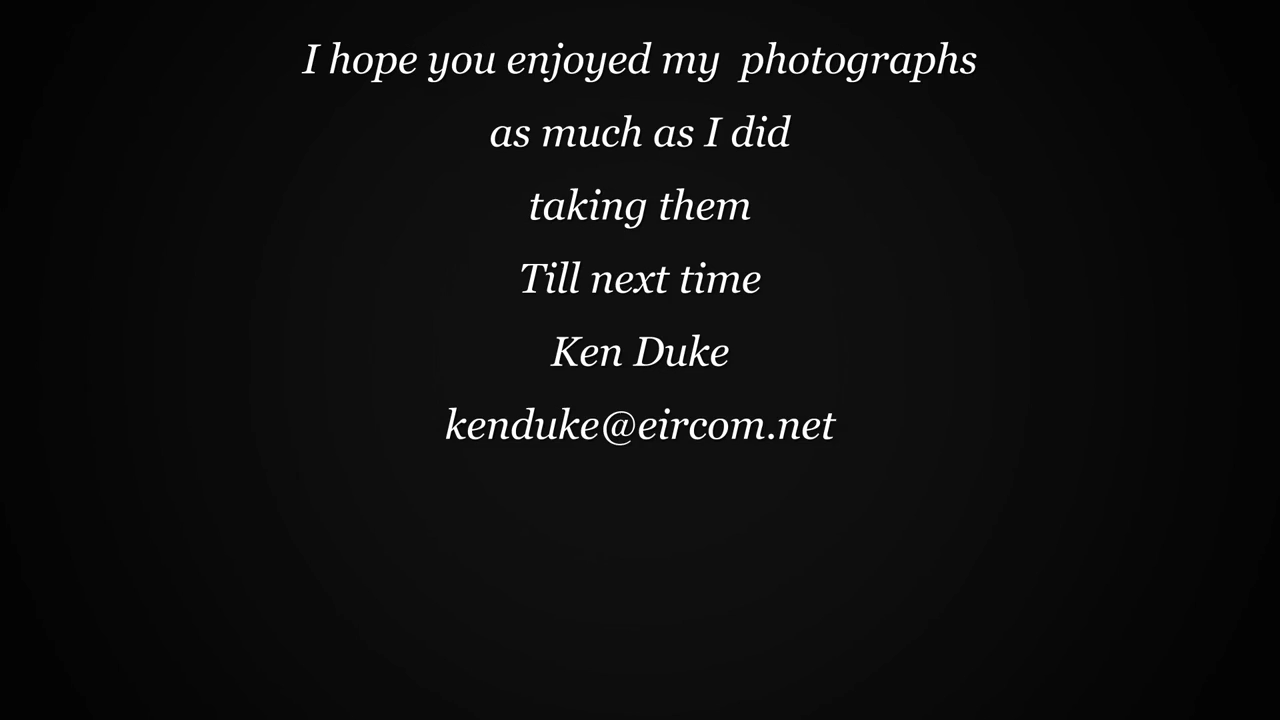 I hope you enjoyed my  photographs
as much as I did
taking them
Till next time
Ken Duke
kenduke@eircom.net